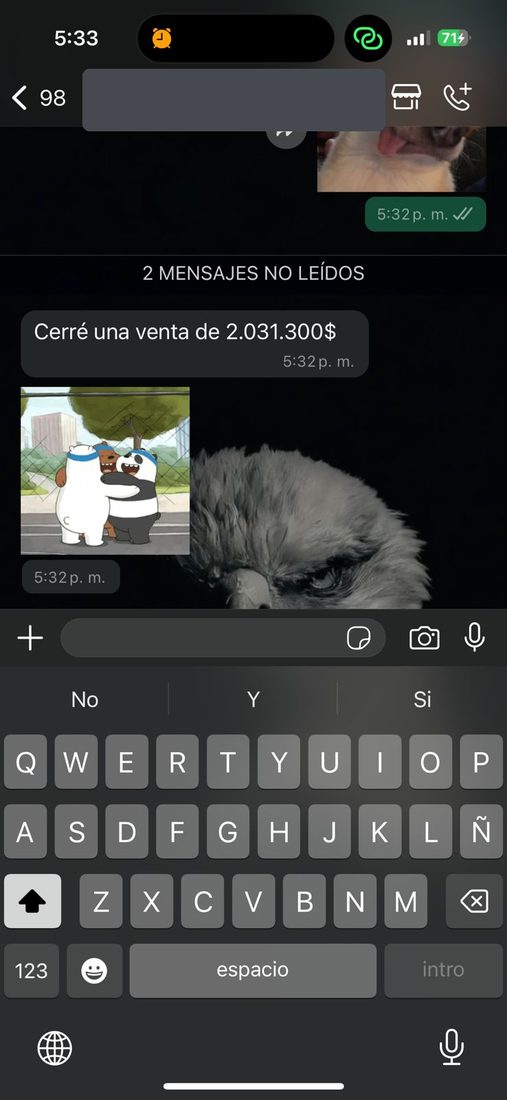 5:33
71
98
5:32 p. m.
2 MENSAJES NO LEÍDOS
Cerré una venta de 2.031.300$
5:32 p. m.
5:32 p. m.
No Y Si
Q W E R T Y U I O P
A S D F G H J K L Ñ
Z X C V B N M
123 espacio intro